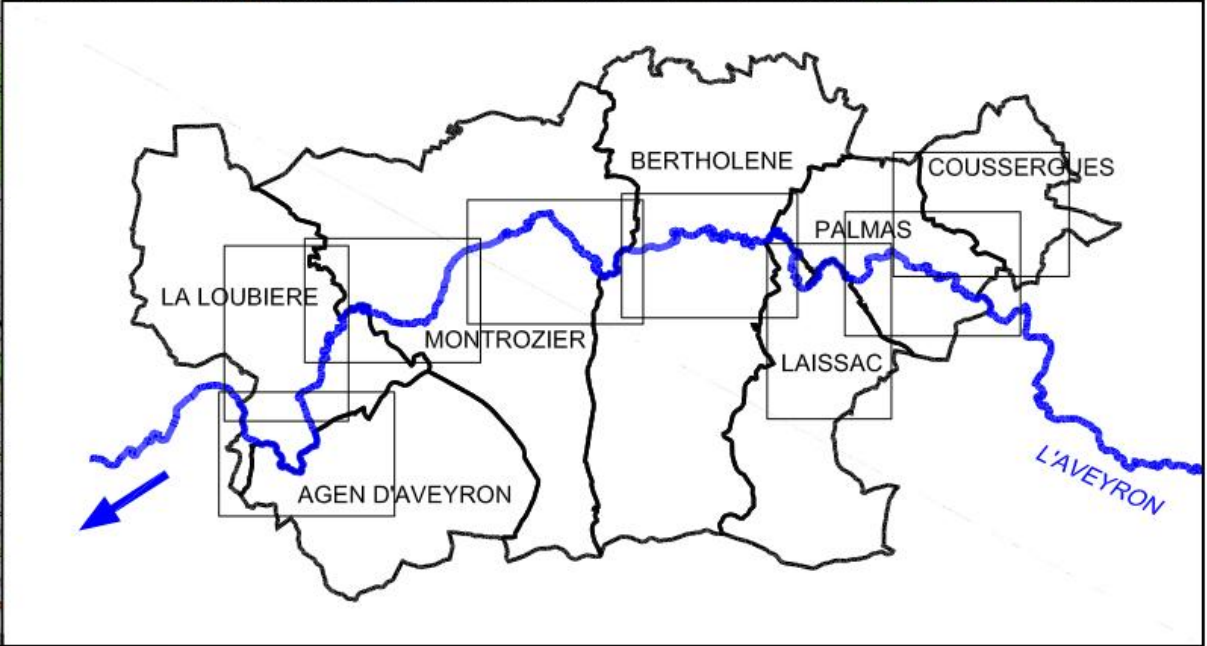 BERTHOLENE
COUSSERGUES
PALMAS
LA LOUBIERE
MONTROZIER
LAISSAC
L'AVEYRON
AGEN D'AVEYRON